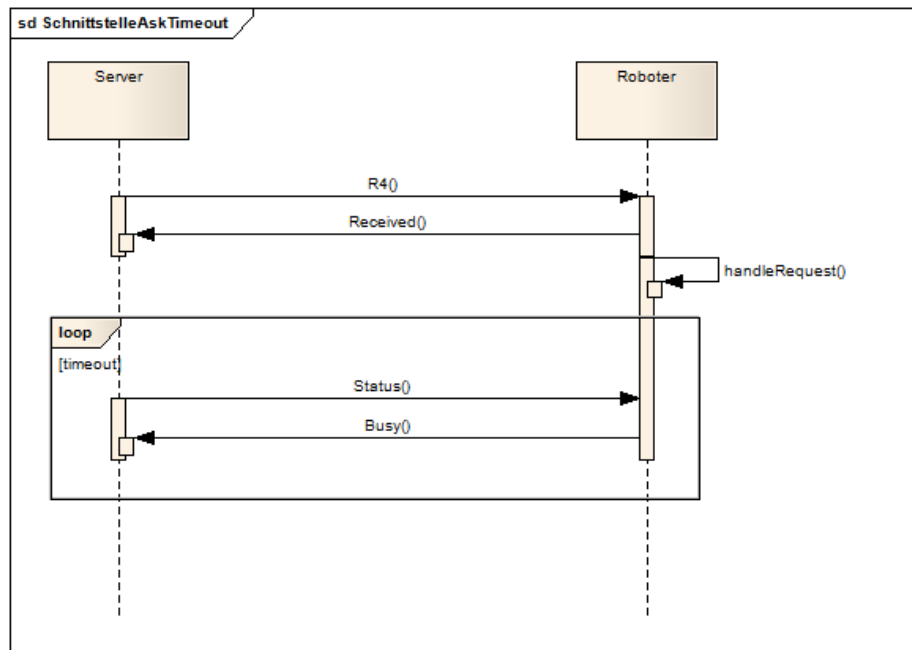 sd SchnittstelleAskTimeout
Server
Roboter
R4()
Received()
handleRequest()
loop
[timeout]
Status()
Busy()